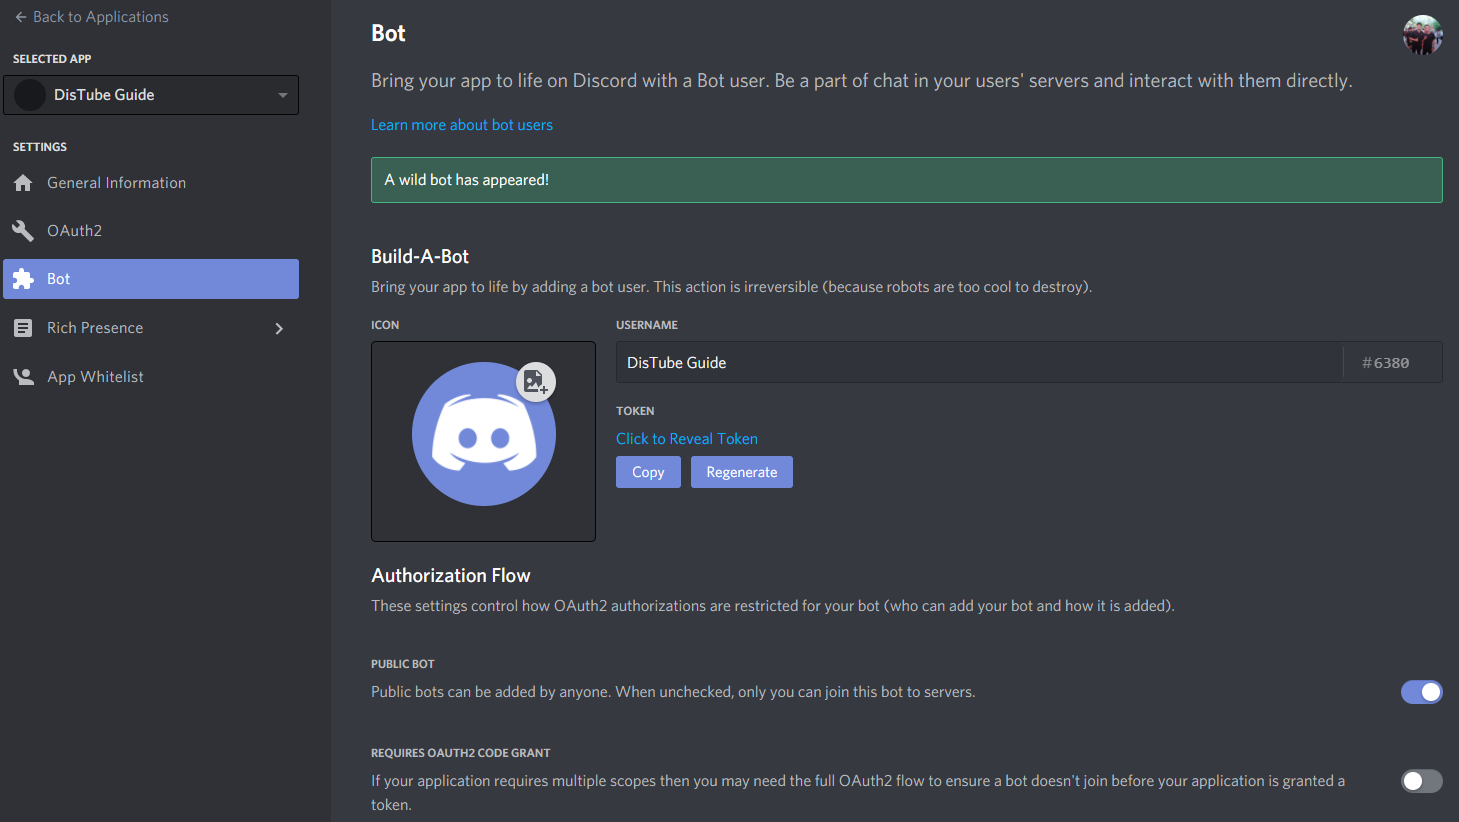 Back to Applications
SELECTED APP
DisTube Guide
SETTINGS
General Information
OAuth2
Bot
Rich Presence
App Whitelist
Bot
Bring your app to life on Discord with a Bot user. Be a part of chat in your users' servers and interact with them directly.
Learn more about bot users
A wild bot has appeared!
Build-A-Bot
Bring your app to life by adding a bot user. This action is irreversible (because robots are too cool to destroy).
ICON
USERNAME
DisTube Guide #6380
TOKEN
Click to Reveal Token
Copy Regenerate
Authorization Flow
These settings control how OAuth2 authorizations are restricted for your bot (who can add your bot and how it is added).
PUBLIC BOT
Public bots can be added by anyone. When unchecked, only you can join this bot to servers.
REQUIRES OAUTH2 CODE GRANT
If your application requires multiple scopes then you may need the full OAuth2 flow to ensure a bot doesn't join before your application is granted a
token.